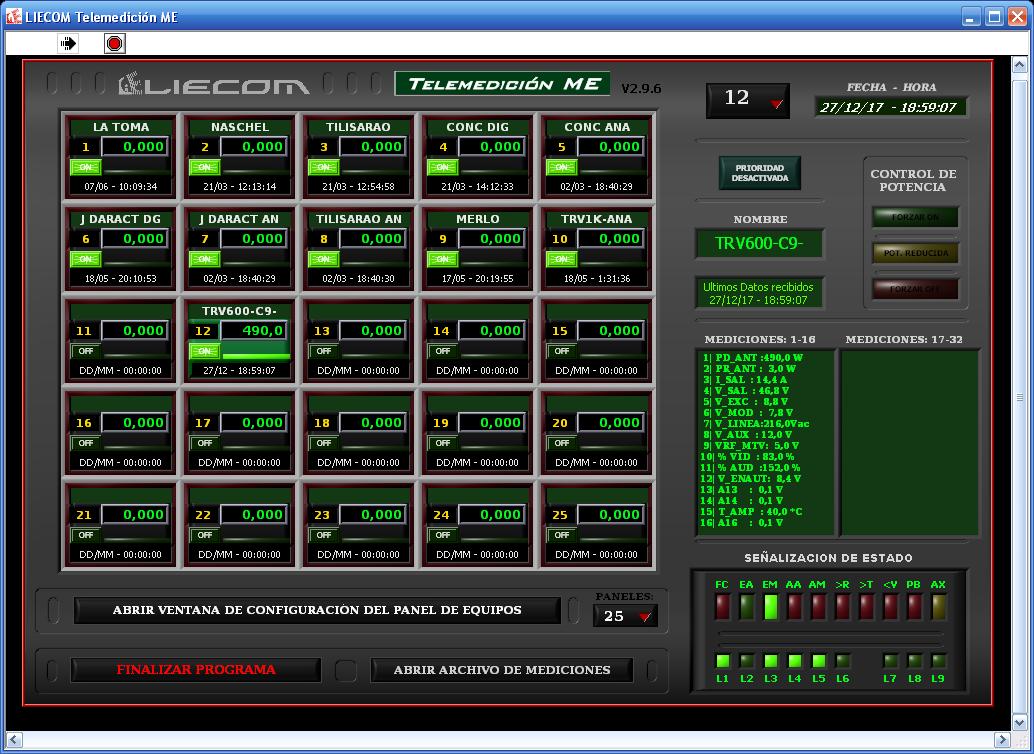 LIECOM Telemedición ME
LIECOM
TELEMEDICIÓN ME
V2.9.6
12
FECHA - HORA
27/12/17 - 18:59:07
LA TOMA
1 0,000
ON
07/06 - 10:09:34
NASCHEL
2 0,000
ON
21/03 - 12:13:14
TILISARAO
3 0,000
ON
21/03 - 12:54:58
CONC DIG
4 0,000
ON
21/03 - 14:12:33
CONC ANA
5 0,000
ON
02/03 - 18:40:29
J DARACT DG
6 0,000
ON
18/05 - 20:10:53
J DARACT AN
7 0,000
ON
02/03 - 18:40:29
TILISARAO AN
8 0,000
ON
02/03 - 18:40:30
MERLO
9 0,000
ON
17/05 - 20:19:55
TRV1K-ANA
10 0,000
ON
18/05 - 1:31:36
11 0,000
OFF
DD/MM - 00:00:00
TRV600-C9-
12 490,0
ON
27/12 - 18:59:07
13 0,000
OFF
DD/MM - 00:00:00
14 0,000
OFF
DD/MM - 00:00:00
15 0,000
OFF
DD/MM - 00:00:00
16 0,000
OFF
DD/MM - 00:00:00
17 0,000
OFF
DD/MM - 00:00:00
18 0,000
OFF
DD/MM - 00:00:00
19 0,000
OFF
DD/MM - 00:00:00
20 0,000
OFF
DD/MM - 00:00:00
21 0,000
OFF
DD/MM - 00:00:00
22 0,000
OFF
DD/MM - 00:00:00
23 0,000
OFF
DD/MM - 00:00:00
24 0,000
OFF
DD/MM - 00:00:00
25 0,000
OFF
DD/MM - 00:00:00
ABRIR VENTANA DE CONFIGURACIÓN DEL PANEL DE EQUIPOS
PANELES:
25
FINALIZAR PROGRAMA
ABRIR ARCHIVO DE MEDICIONES
PRIORIDAD
DESACTIVADA
NOMBRE
TRV600-C9-
Ultimos Datos recibidos
27/12/17 - 18:59:07
CONTROL DE
POTENCIA
FORZAR ON
POT. REDUCIDA
FORZAR OFF
MEDICIONES: 1-16
1| PD_ANT :490,0 W
2| PR_ANT : 3,0 W
3| I_SAL : 14,4 A
4| V_SAL : 46,8 V
5| V_EXC : 8,8 V
6| V_MOD : 7,8 V
7| V_LINEA:216,0Vac
8| V_AUX : 12,0 V
9| VRF_MTV: 5,0 V
10| % VID : 83,0 %
11| % AUD :152,0 %
12| V_ENAUT: 8,4 V
13| A13 : 0,1 V
14| A14 : 0,1 V
15| T_AMP : 40,0 °C
16| A16 : 0,1 V
MEDICIONES: 17-32
SEÑALIZACION DE ESTADO
FC EA EM AA AM >R >T <V PB AX
L1 L2 L3 L4 L5 L6 L7 L8 L9